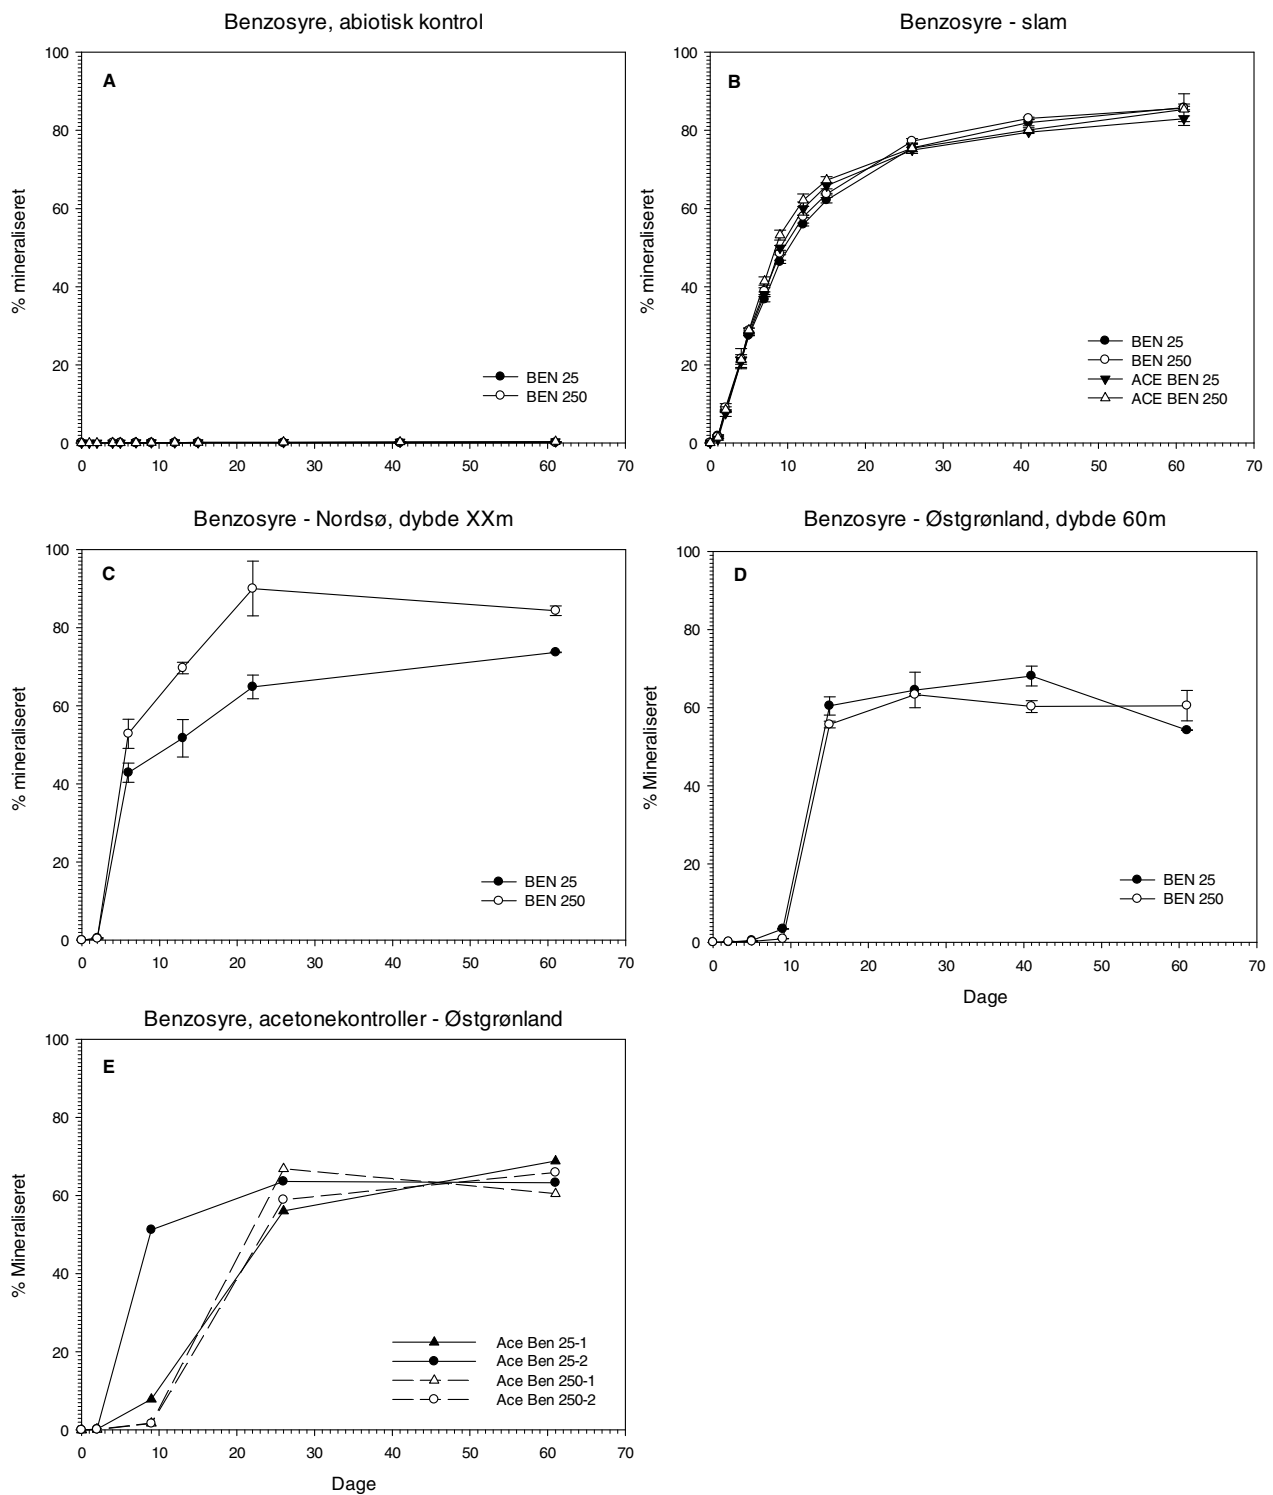 Benzosyre, abiotisk kontrol
A
% mineraliseret
100
80
60
40
20
0
BEN 25
BEN 250
0 10 20 30 40 50 60 70
Benzosyre - slam
B
% mineraliseret
100
80
60
40
20
0
BEN 25
BEN 250
ACE BEN 25
ACE BEN 250
0 10 20 30 40 50 60 70
Benzosyre - Nordsø, dybde XXm
C
% mineraliseret
100
80
60
40
20
0
BEN 25
BEN 250
0 10 20 30 40 50 60 70
Benzosyre - Østgrønland, dybde 60m
D
% Mineraliseret
100
80
60
40
20
0
BEN 25
BEN 250
0 10 20 30 40 50 60 70
Dage
Benzosyre, acetonekontroller - Østgrønland
E
% Mineraliseret
100
80
60
40
20
0
Ace Ben 25-1
Ace Ben 25-2
Ace Ben 250-1
Ace Ben 250-2
0 10 20 30 40 50 60 70
Dage